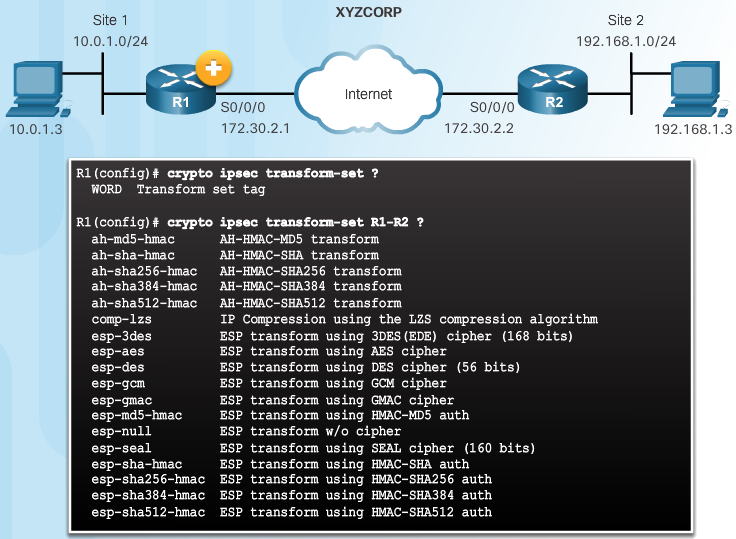 XYZCORP
Site 1
10.0.1.0/24
Site 2
192.168.1.0/24
R1
Internet
R2
S0/0/0
172.30.2.1
S0/0/0
172.30.2.2
10.0.1.3
192.168.1.3
R1(config)# crypto ipsec transform-set ?
WORD Transform set tag
R1(config)# crypto ipsec transform-set R1-R2 ?
ah-md5-hmac AH-HMAC-MD5 transform
ah-sha-hmac AH-HMAC-SHA transform
ah-sha256-hmac AH-HMAC-SHA256 transform
ah-sha384-hmac AH-HMAC-SHA384 transform
ah-sha512-hmac AH-HMAC-SHA512 transform
comp-lzs IP Compression using the LZS compression algorithm
esp-3des ESP transform using 3DES(EDE) cipher (168 bits)
esp-aes ESP transform using AES cipher
esp-des ESP transform using DES cipher (56 bits)
esp-gcm ESP transform using GCM cipher
esp-gmac ESP transform using GMAC cipher
esp-md5-hmac ESP transform using HMAC-MD5 auth
esp-null ESP transform w/o cipher
esp-seal ESP transform using SEAL cipher (160 bits)
esp-sha-hmac ESP transform using HMAC-SHA auth
esp-sha256-hmac ESP transform using HMAC-SHA256 auth
esp-sha384-hmac ESP transform using HMAC-SHA384 auth
esp-sha512-hmac ESP transform using HMAC-SHA512 auth